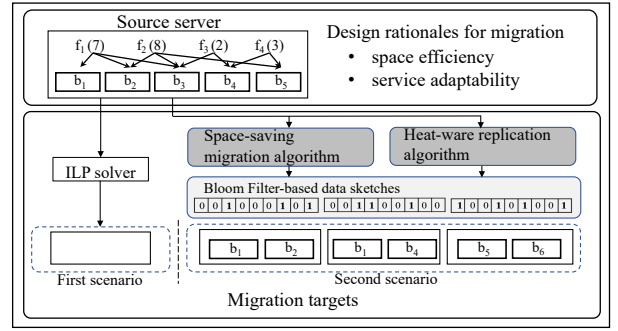 Source server
f1 (7) f2 (8) f3 (2) f4 (3)
b1 b2 b3 b4 b5
Design rationales for migration
• space efficiency
• service adaptability
ILP solver
Space-saving
migration algorithm
Heat-ware replication
algorithm
Bloom Filter-based data sketches
0 0 1 0 0 1 0 1 0 0 1 1 0 0 1 0 0 1 0 0 1 0 1 0 0 1
b1 b2 b1 b4 b5 b6
First scenario
Second scenario
Migration targets